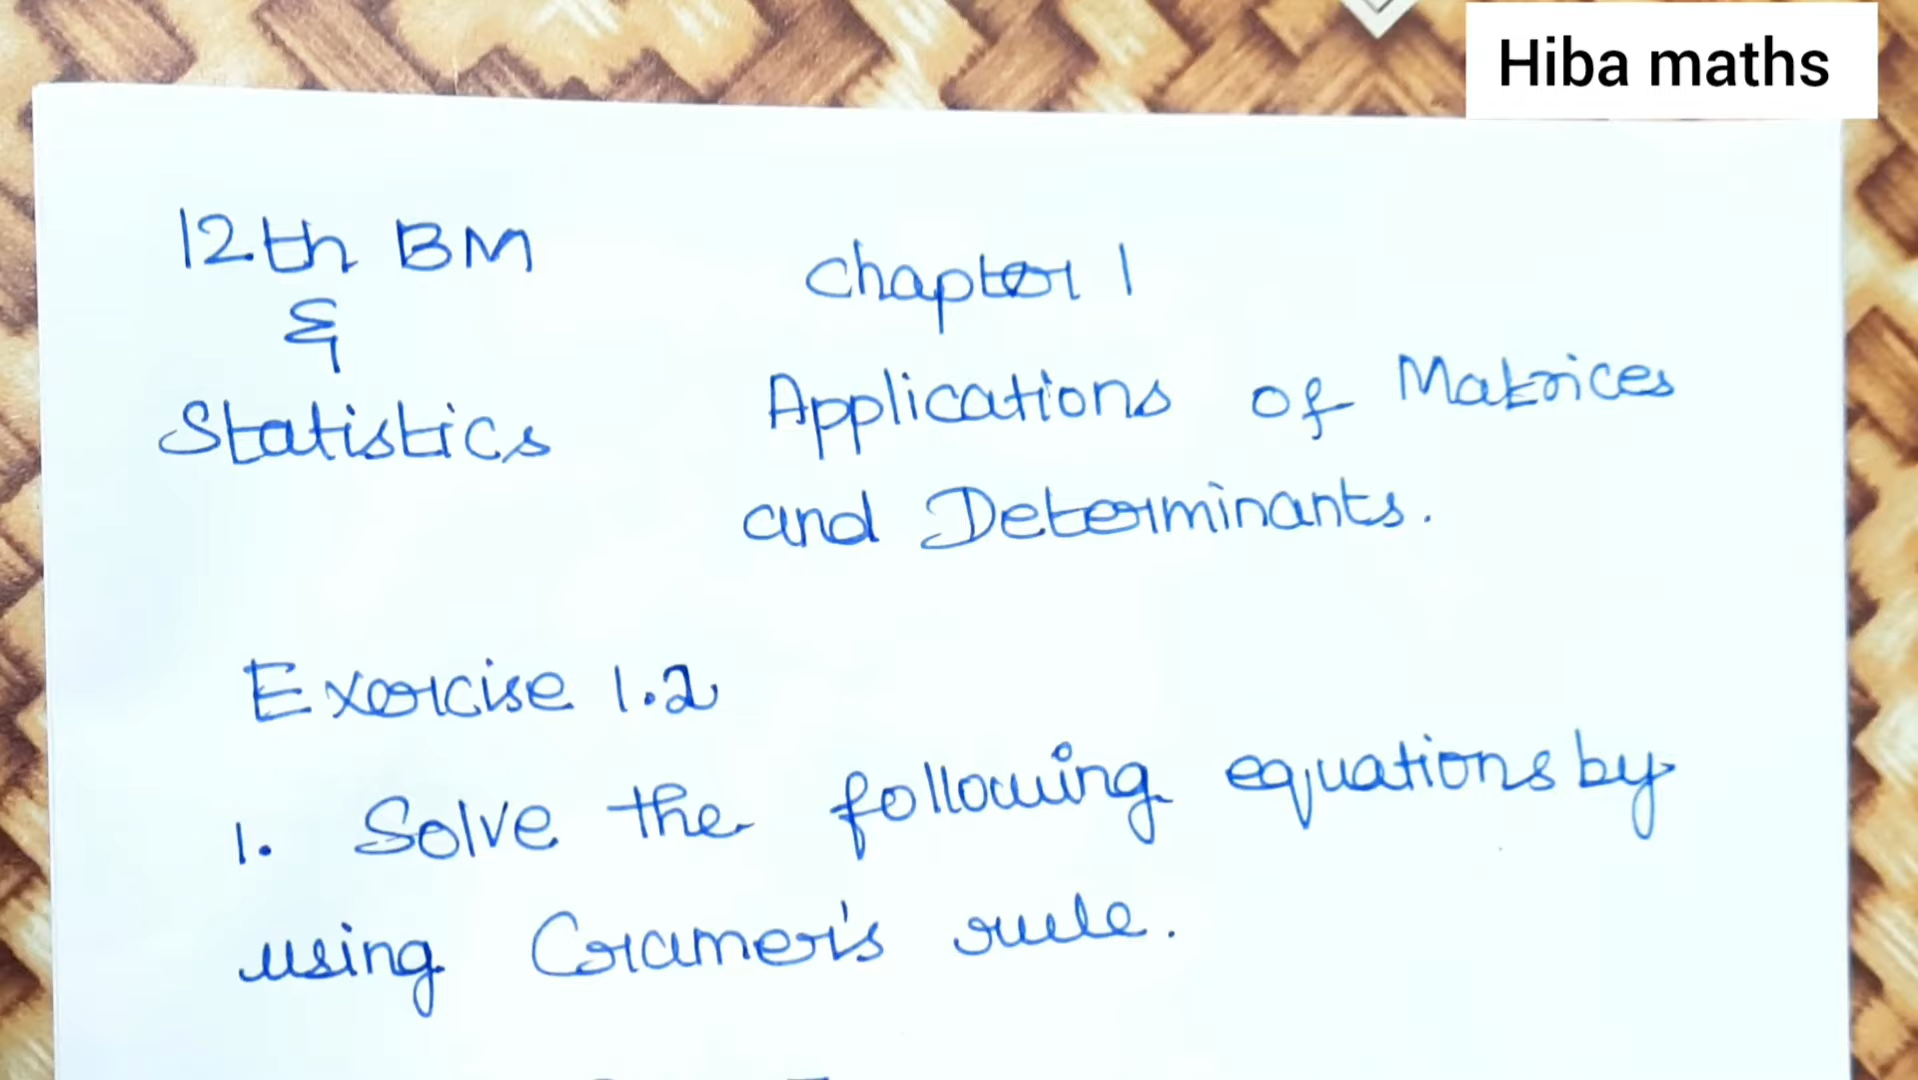 Hiba maths
12th BM
&
Statistics
Chapter 1
Applications of Matrices
and Determinants.
Exercise 1.2
1. Solve the following equations by
using Cramer's rule.